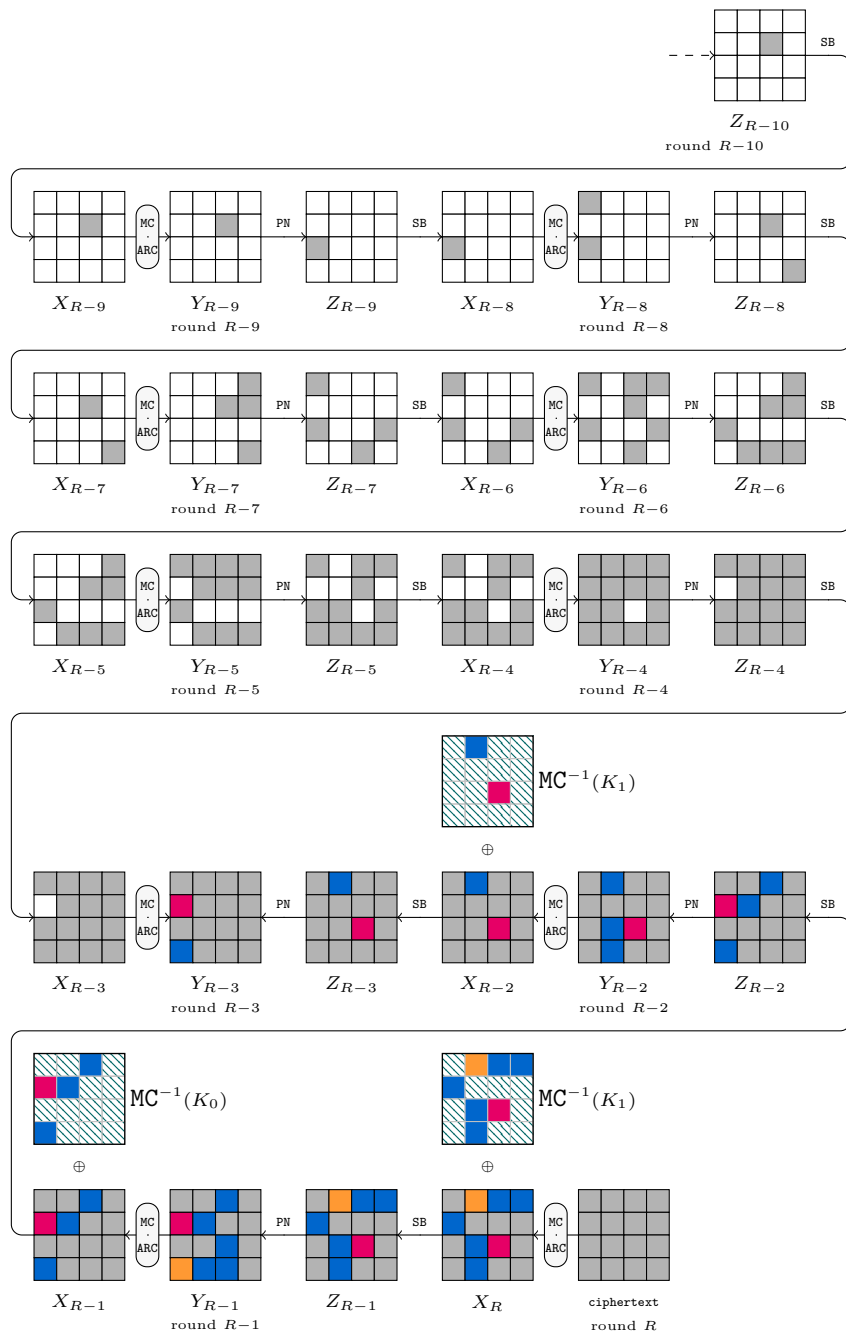 SB
Z_{R−10}
round R−10
MC · ARC PN SB MC · ARC PN SB
X_{R−9} Y_{R−9} Z_{R−9} X_{R−8} Y_{R−8} Z_{R−8}
round R−9 round R−8
MC · ARC PN SB MC · ARC PN SB
X_{R−7} Y_{R−7} Z_{R−7} X_{R−6} Y_{R−6} Z_{R−6}
round R−7 round R−6
MC · ARC PN SB MC · ARC PN SB
X_{R−5} Y_{R−5} Z_{R−5} X_{R−4} Y_{R−4} Z_{R−4}
round R−5 round R−4
MC^{−1}(K_1)
⊕
MC · ARC PN SB MC · ARC PN SB
X_{R−3} Y_{R−3} Z_{R−3} X_{R−2} Y_{R−2} Z_{R−2}
round R−3 round R−2
MC^{−1}(K_0) MC^{−1}(K_1)
⊕ ⊕
MC · ARC PN SB MC · ARC
X_{R−1} Y_{R−1} Z_{R−1} X_R ciphertext
round R−1 round R